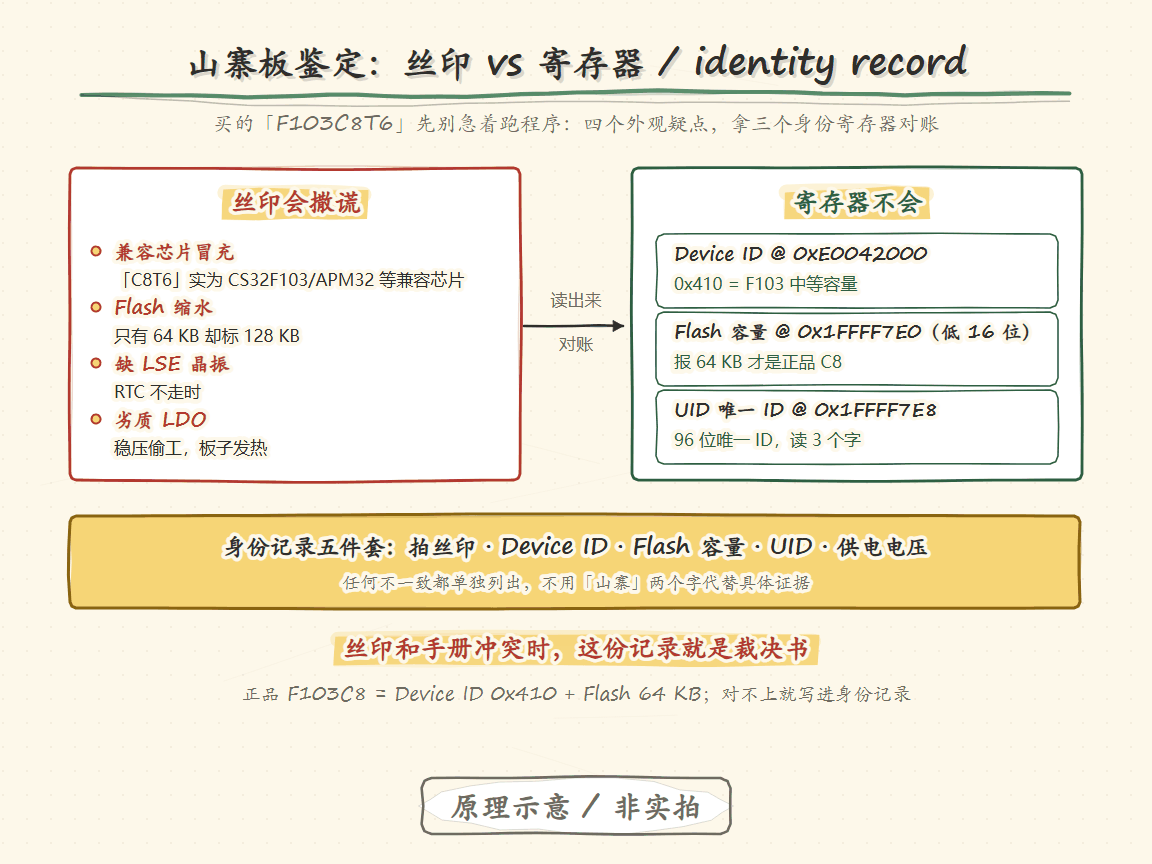 山寨板鉴定：丝印 vs 寄存器 / identity record
买的「F103C8T6」先别急着跑程序：四个外观疑点，拿三个身份寄存器对账
丝印会撒谎
兼容芯片冒充
「C8T6」实为 CS32F103/APM32 等兼容芯片
Flash 缩水
只有 64 KB 却标 128 KB
缺 LSE 晶振
RTC 不走时
劣质 LDO
稳压偷工，板子发热
读出来
对账
寄存器不会
Device ID @ 0xE0042000
0x410 = F103 中等容量
Flash 容量 @ 0x1FFFF7E0（低 16 位）
报 64 KB 才是正品 C8
UID 唯一 ID @ 0x1FFFF7E8
96 位唯一 ID，读 3 个字
身份记录五件套：拍丝印 · Device ID · Flash 容量 · UID · 供电电压
任何不一致都单独列出，不用「山寨」两个字代替具体证据
丝印和手册冲突时，这份记录就是裁决书
正品 F103C8 = Device ID 0x410 + Flash 64 KB；对不上就写进身份记录
原理示意 / 非实拍